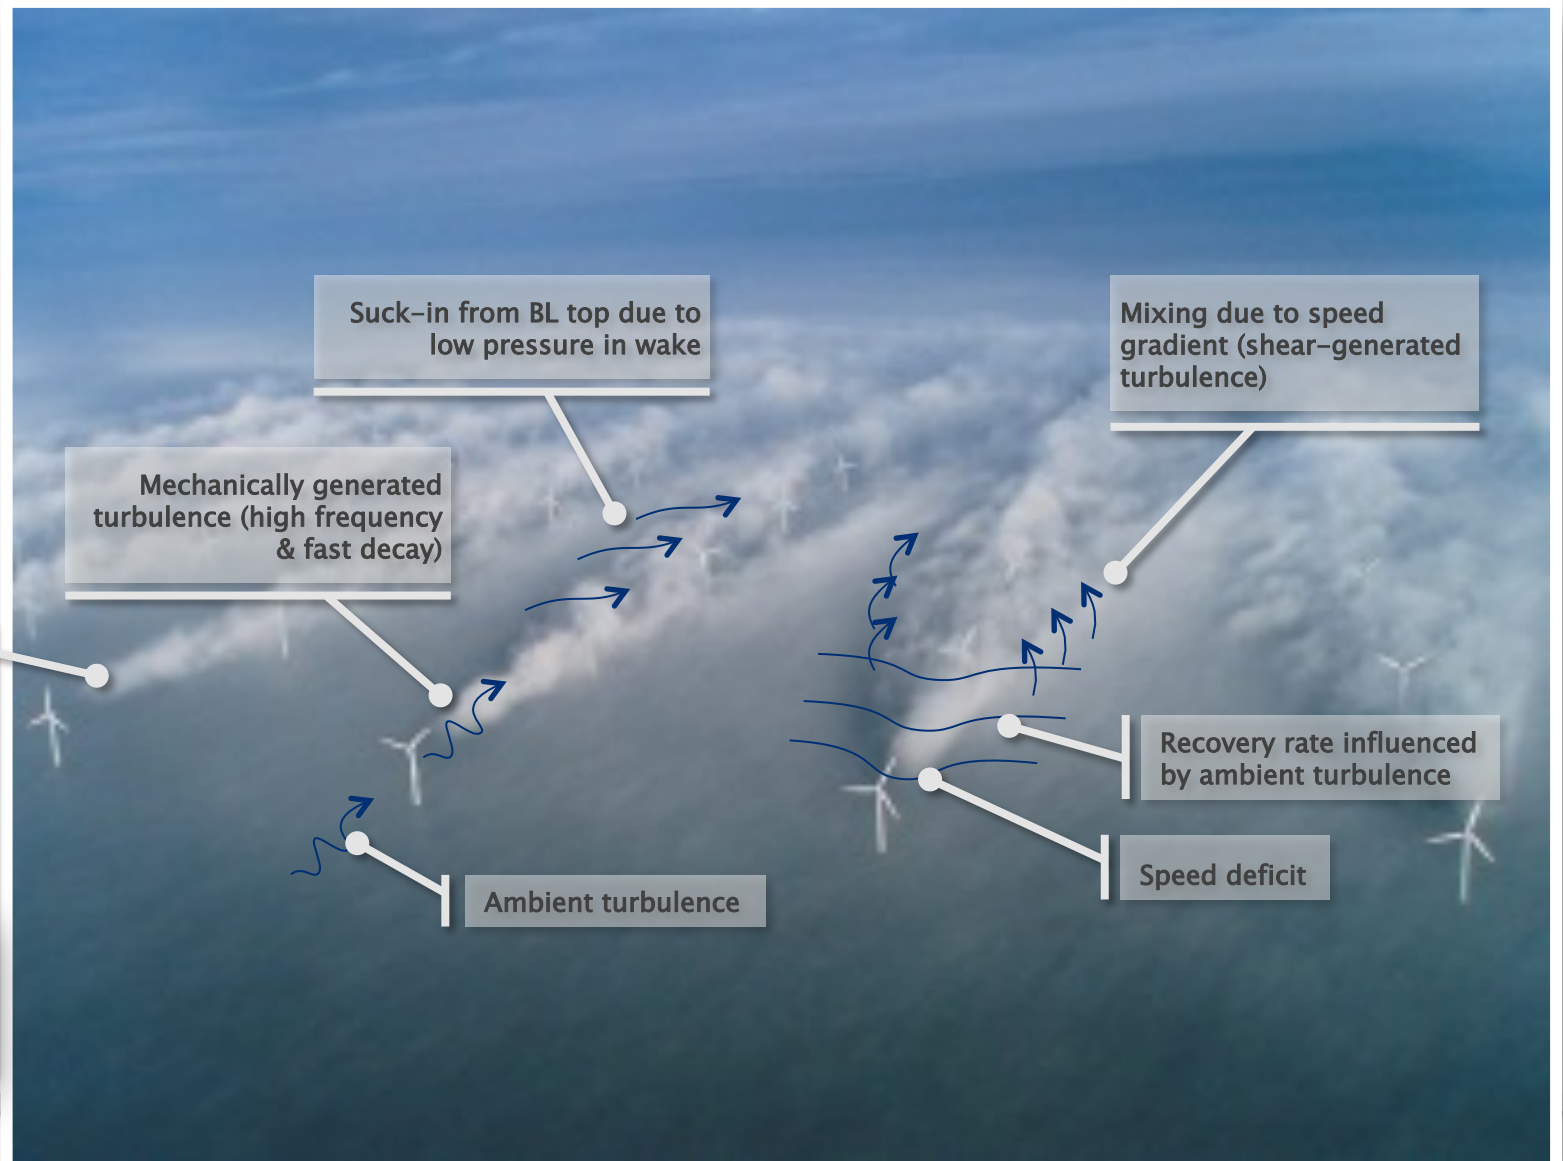 Suck-in from BL top due to
low pressure in wake
Mixing due to speed
gradient (shear-generated
turbulence)
Mechanically generated
turbulence (high frequency
& fast decay)
Recovery rate influenced
by ambient turbulence
Speed deficit
Ambient turbulence